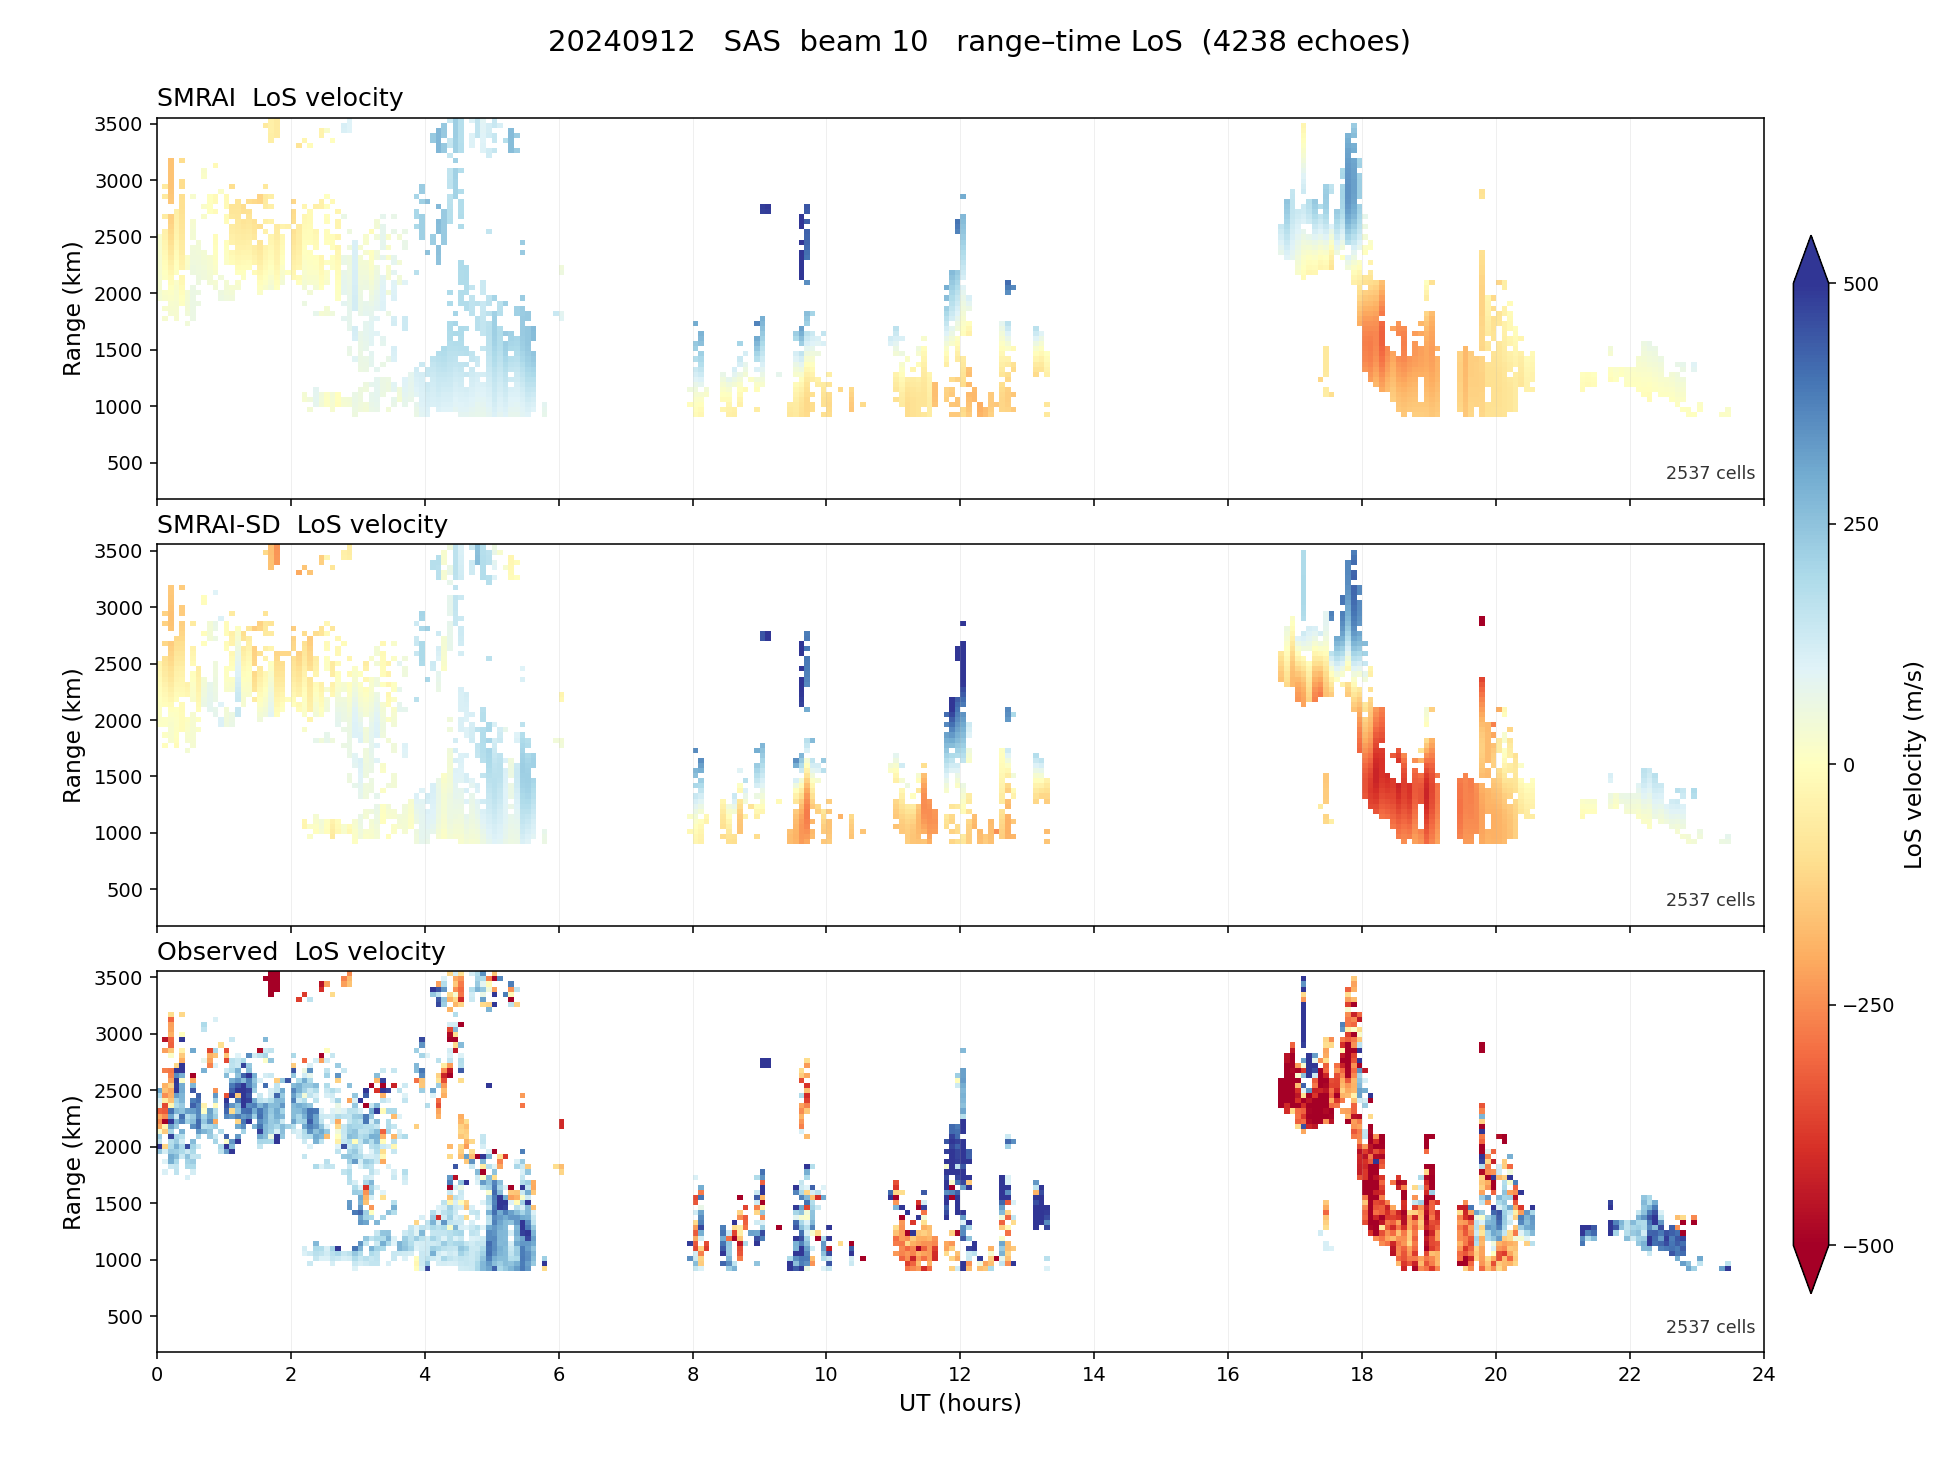 20240912   SAS  beam 10   range–time LoS  (4238 echoes)
SMRAI  LoS velocity
3500
3000
2500
2000
1500
1000
500
Range (km)
2537 cells
SMRAI-SD  LoS velocity
3500
3000
2500
2000
1500
1000
500
Range (km)
2537 cells
Observed  LoS velocity
3500
3000
2500
2000
1500
1000
500
Range (km)
2537 cells
0 2 4 6 8 10 12 14 16 18 20 22 24
UT (hours)
500
250
0
−250
−500
LoS velocity (m/s)